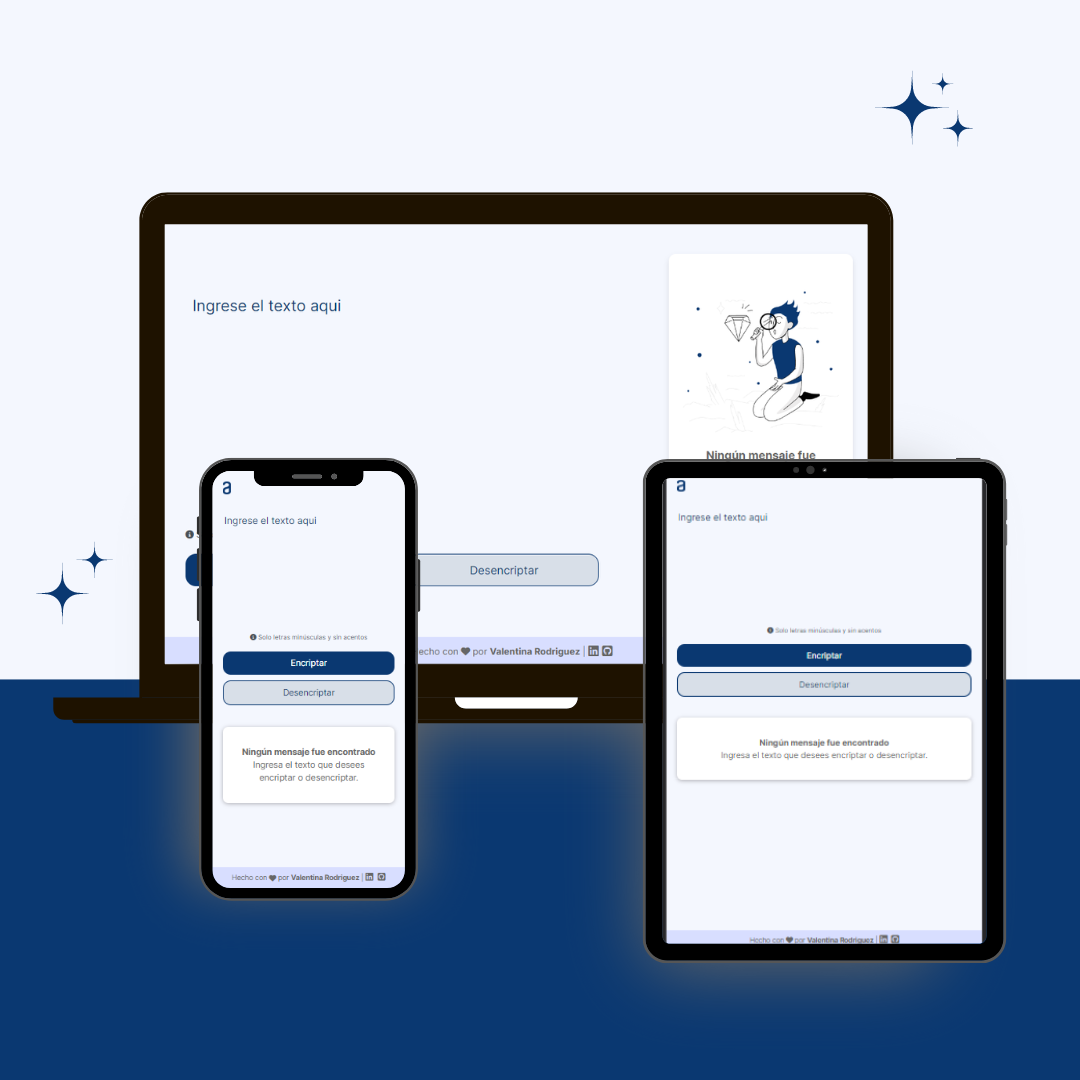 Ingrese el texto aqui
Ningún mensaje fue
Desencriptar
echo con por Valentina Rodriguez |
a
Ingrese el texto aqui
Solo letras minúsculas y sin acentos
Encriptar
Desencriptar
Ningún mensaje fue encontrado
Ingresa el texto que desees
encriptar o desencriptar.
Hecho con por Valentina Rodriguez |
a
Ingrese el texto aqui
Solo letras minúsculas y sin acentos
Encriptar
Desencriptar
Ningún mensaje fue encontrado
Ingresa el texto que desees encriptar o desencriptar.
Hecho con por Valentina Rodriguez |